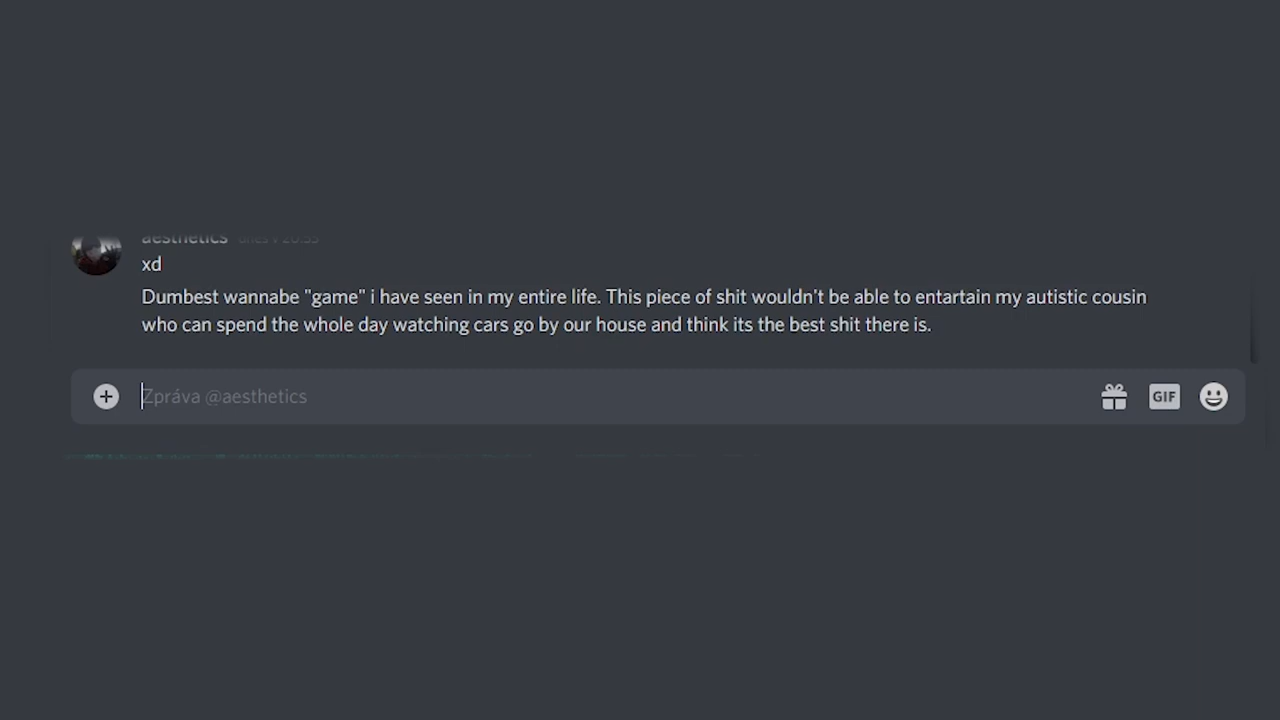 aesthetics
xd
Dumbest wannabe "game" i have seen in my entire life. This piece of shit wouldn't be able to entartain my autistic cousin
who can spend the whole day watching cars go by our house and think its the best shit there is.
Zpráva @aesthetics
GIF